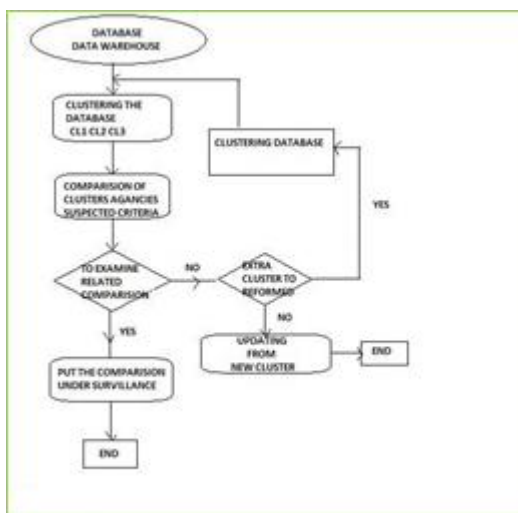 DATABASE
DATA WAREHOUSE
CLUSTERING THE
DATABASE
CL1 CL2 CL3
CLUSTERING DATABASE
COMPARISION OF
CLUSTERS AGANCIES
SUSPECTED CRITERIA
YES
TO EXAMINE
RELATED
COMPARISION
NO
EXTRA
CLUSTER TO
REFORMED
YES
NO
UPDATING
FROM
NEW CLUSTER
END
PUT THE COMPARISION
UNDER SURVILLANCE
END